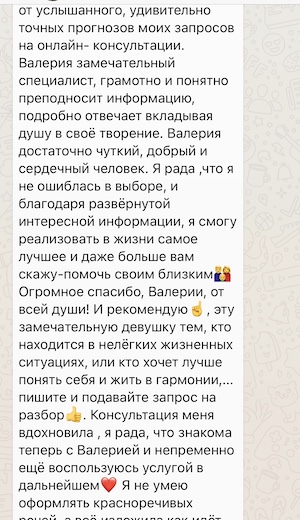 от услышанного, удивительно
точных прогнозов моих запросов
на онлайн- консультации.
Валерия замечательный
специалист, грамотно и понятно
преподносит информацию,
подробно отвечает вкладывая
душу в своё творение. Валерия
достаточно чуткий, добрый и
сердечный человек. Я рада ,что я
не ошиблась в выборе, и
благодаря развёрнутой
интересной информации, я смогу
реализовать в жизни самое
лучшее и даже больше вам
скажу-помочь своим близким👨‍👩‍👧‍👦
Огромное спасибо, Валерии, от
всей души! И рекомендую☝️, эту
замечательную девушку тем, кто
находится в нелёгких жизненных
ситуациях, или кто хочет лучше
понять себя и жить в гармонии,...
пишите и подавайте запрос на
разбор👍. Консультация меня
вдохновила , я рада, что знакома
теперь с Валерией и непременно
ещё воспользуюсь услугой в
дальнейшем❤️ Я не умею
оформлять красноречивых
речей, а всё изложила как идёт